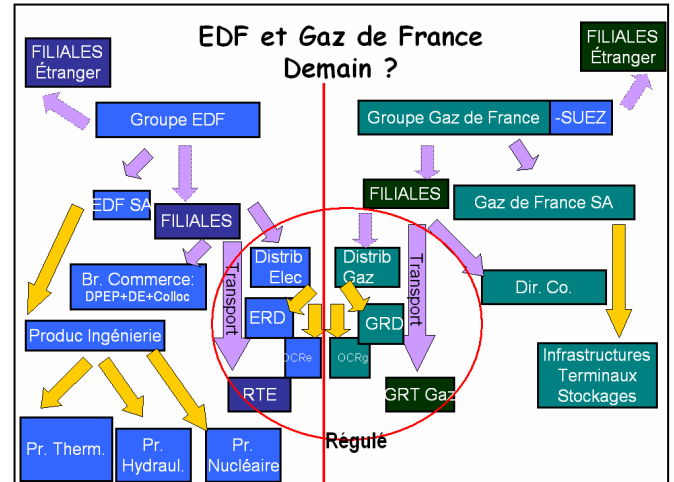 EDF et Gaz de France
Demain ?
FILIALES
Étranger
FILIALES
Étranger
Groupe EDF
Groupe Gaz de France
-SUEZ
EDF SA
FILIALES
FILIALES
Gaz de France SA
Distrib
Elec
Distrib
Gaz
Transport
Transport
Br. Commerce:
DPEP+DE+Colloc
Dir. Co.
ERD
GRD
Produc Ingénierie
OCRe
OCRg
Infrastructures
Terminaux
Stockages
RTE
GRT Gaz
Régulé
Pr. Therm.
Pr.
Hydraul.
Pr.
Nucléaire